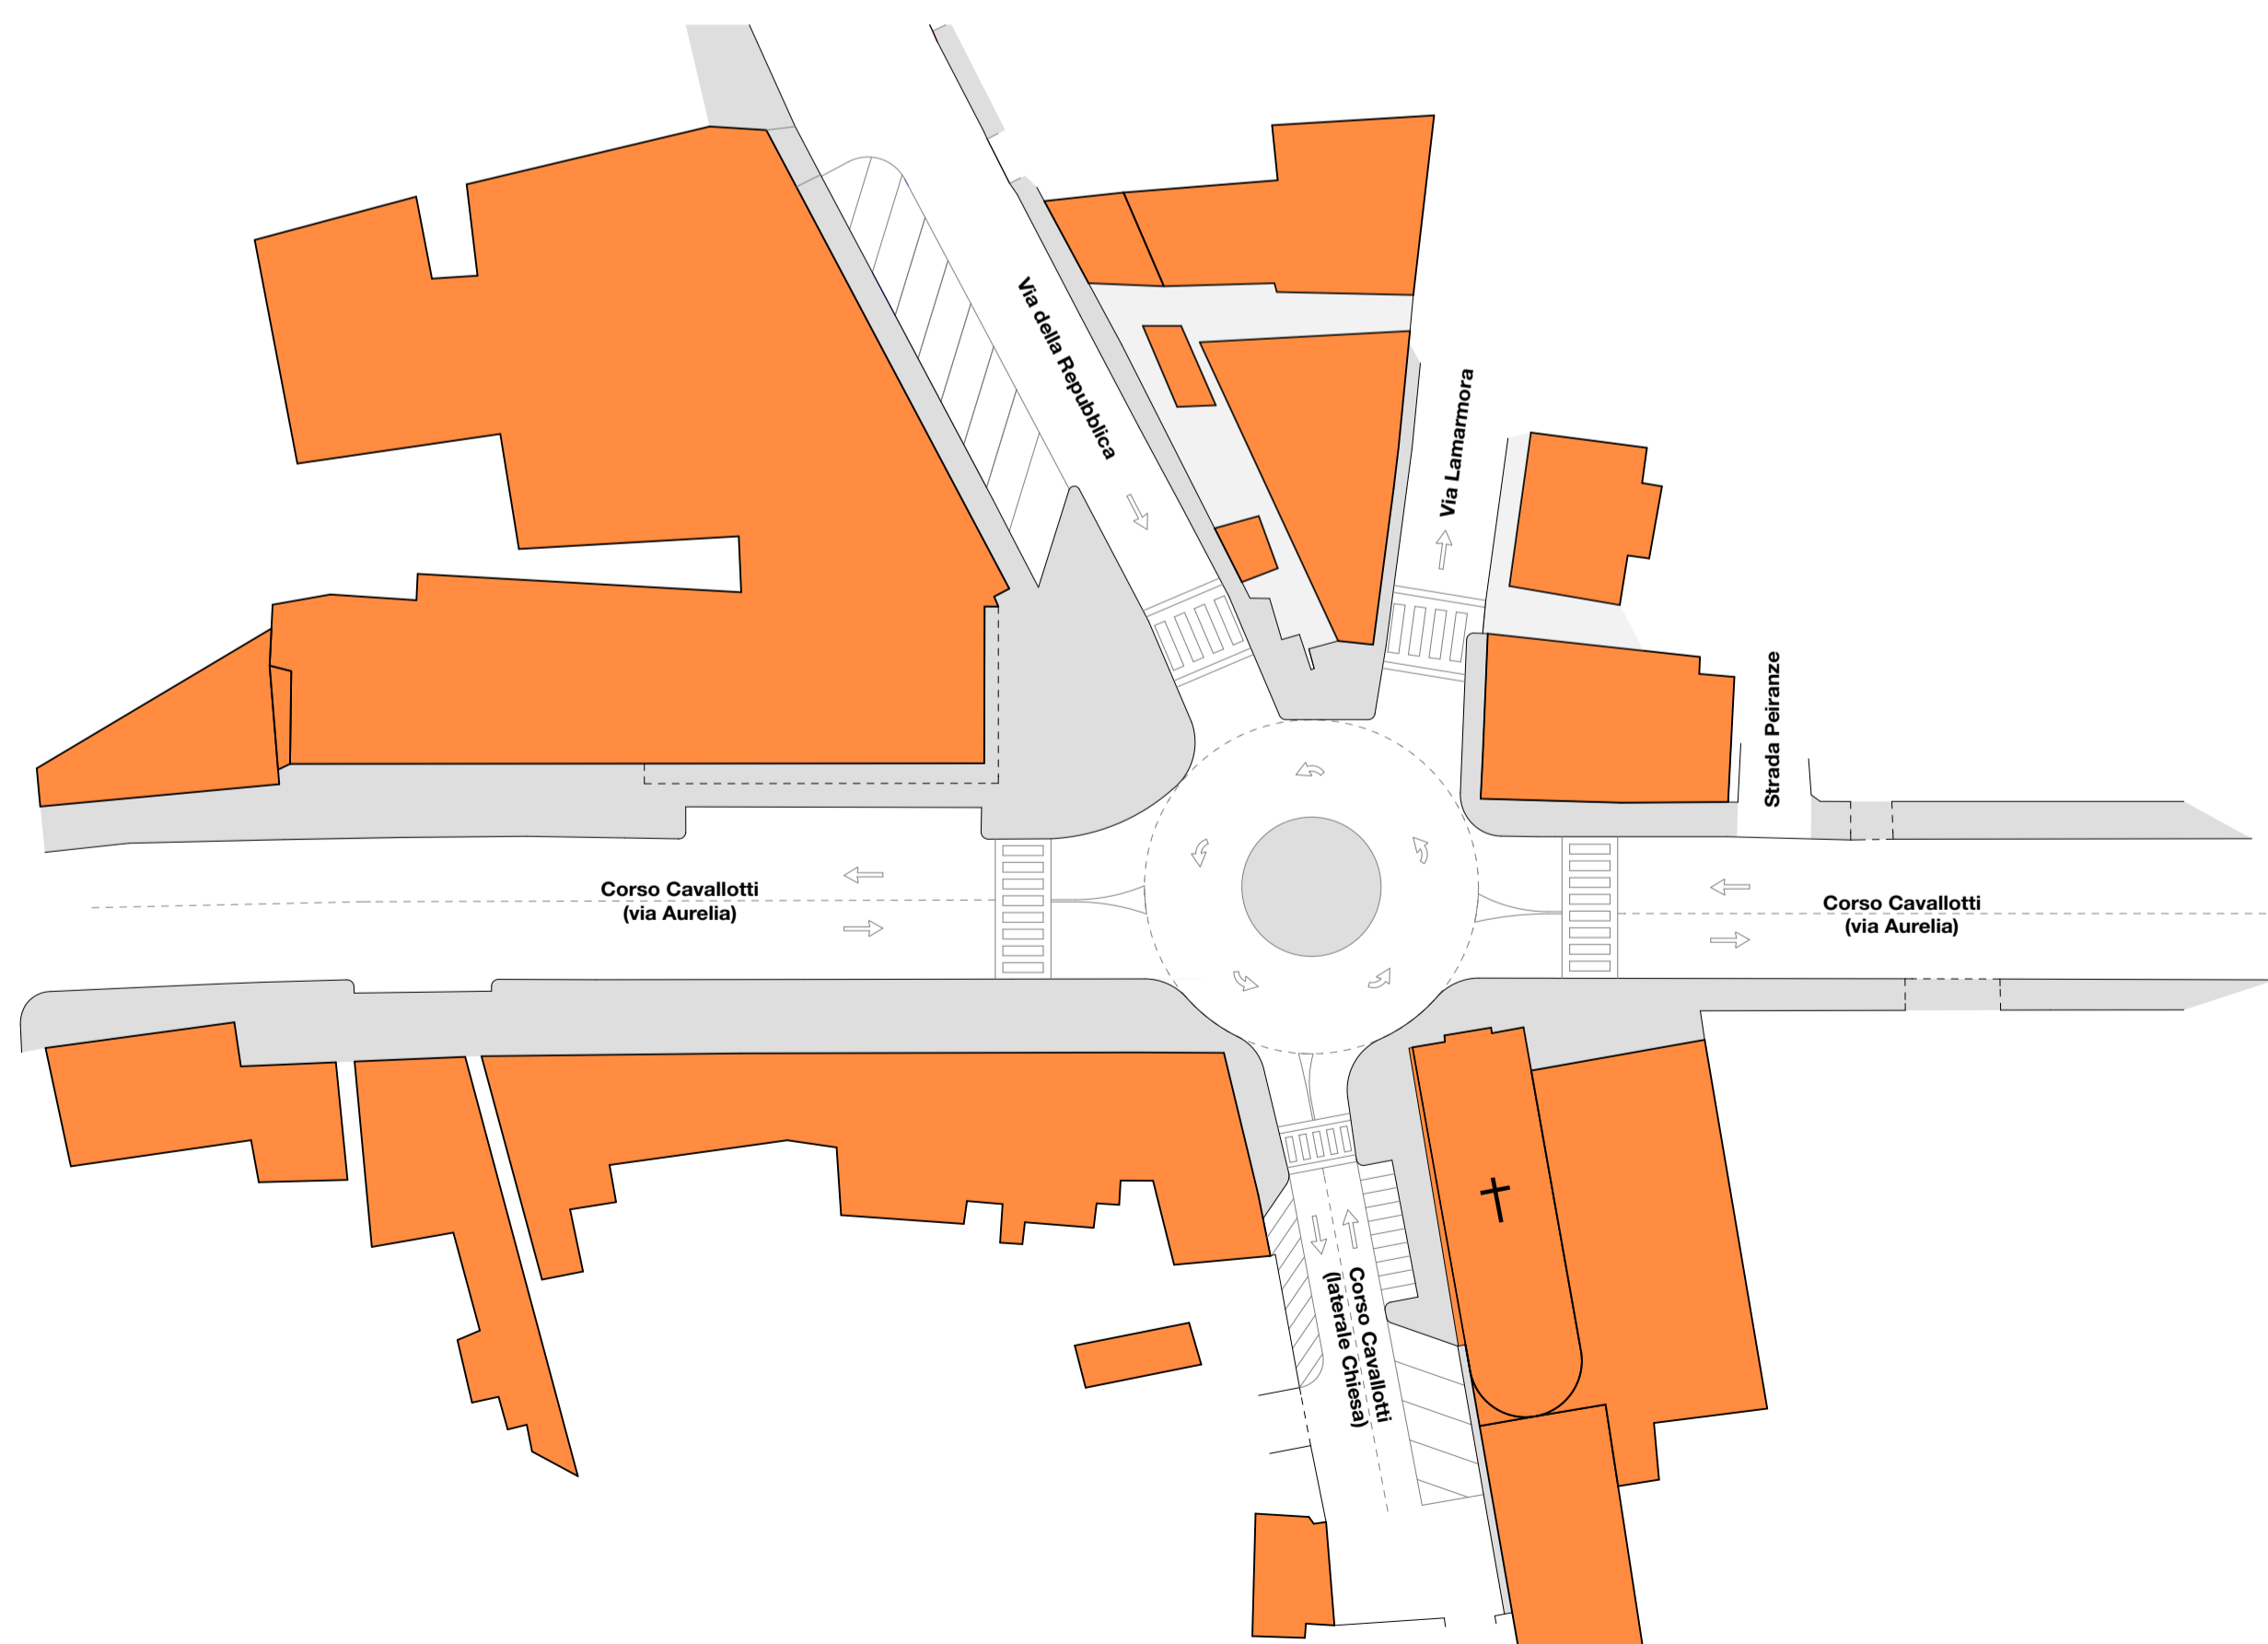 Via della Repubblica
Via Lamarmora
Strada Peiranze
Corso Cavallotti
(via Aurelia)
Corso Cavallotti
(via Aurelia)
Corso Cavallotti
(laterale Chiesa)